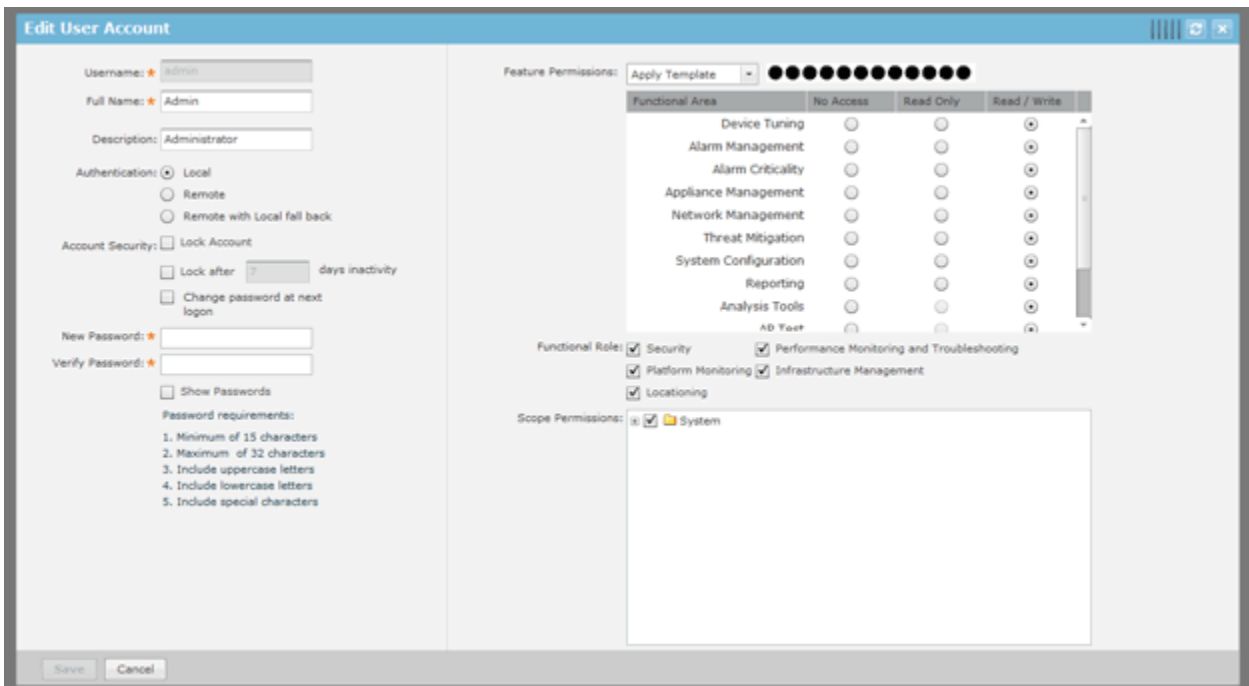 Edit User Account
Username: * admin
Full Name: * Admin
Description: Administrator
Authentication: Local
Remote
Remote with Local fall back
Account Security: Lock Account
Lock after 7 days inactivity
Change password at next
logon
New Password: *
Verify Password: *
Show Passwords
Password requirements:
1. Minimum of 15 characters
2. Maximum of 32 characters
3. Include uppercase letters
4. Include lowercase letters
5. Include special characters
Feature Permissions: Apply Template
Functional Area No Access Read Only Read / Write
Device Tuning
Alarm Management
Alarm Criticality
Appliance Management
Network Management
Threat Mitigation
System Configuration
Reporting
Analysis Tools
AP Test
Functional Role: Security Performance Monitoring and Troubleshooting
Platform Monitoring Infrastructure Management
Locationing
Scope Permissions: System
Save Cancel